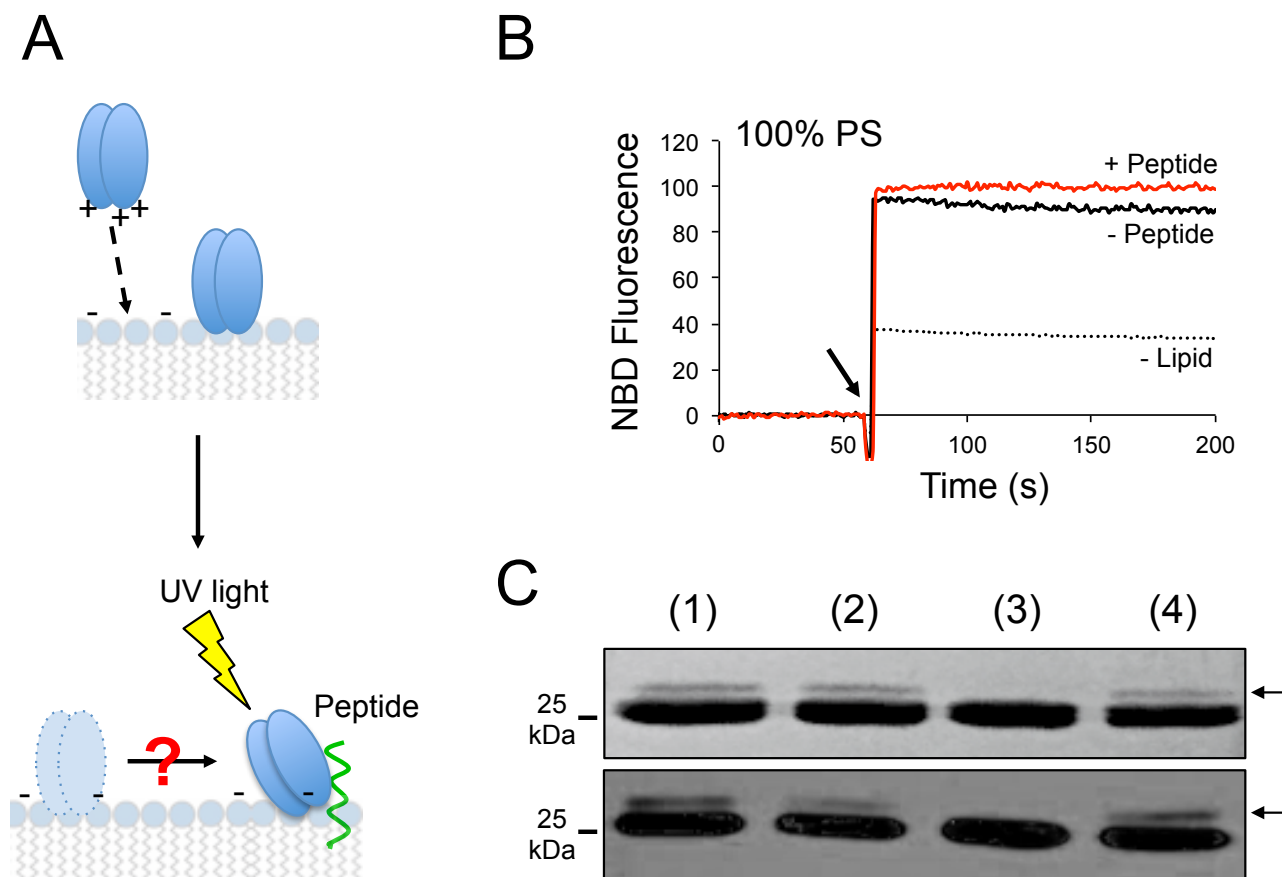 A
+ + +
- -
UV light
Peptide
?
- - - -
B
100% PS
NBD Fluorescence
120
100
80
60
40
20
0
0 50 100 150 200
Time (s)
+ Peptide
- Peptide
- Lipid
C
(1) (2) (3) (4)
25
kDa
25
kDa